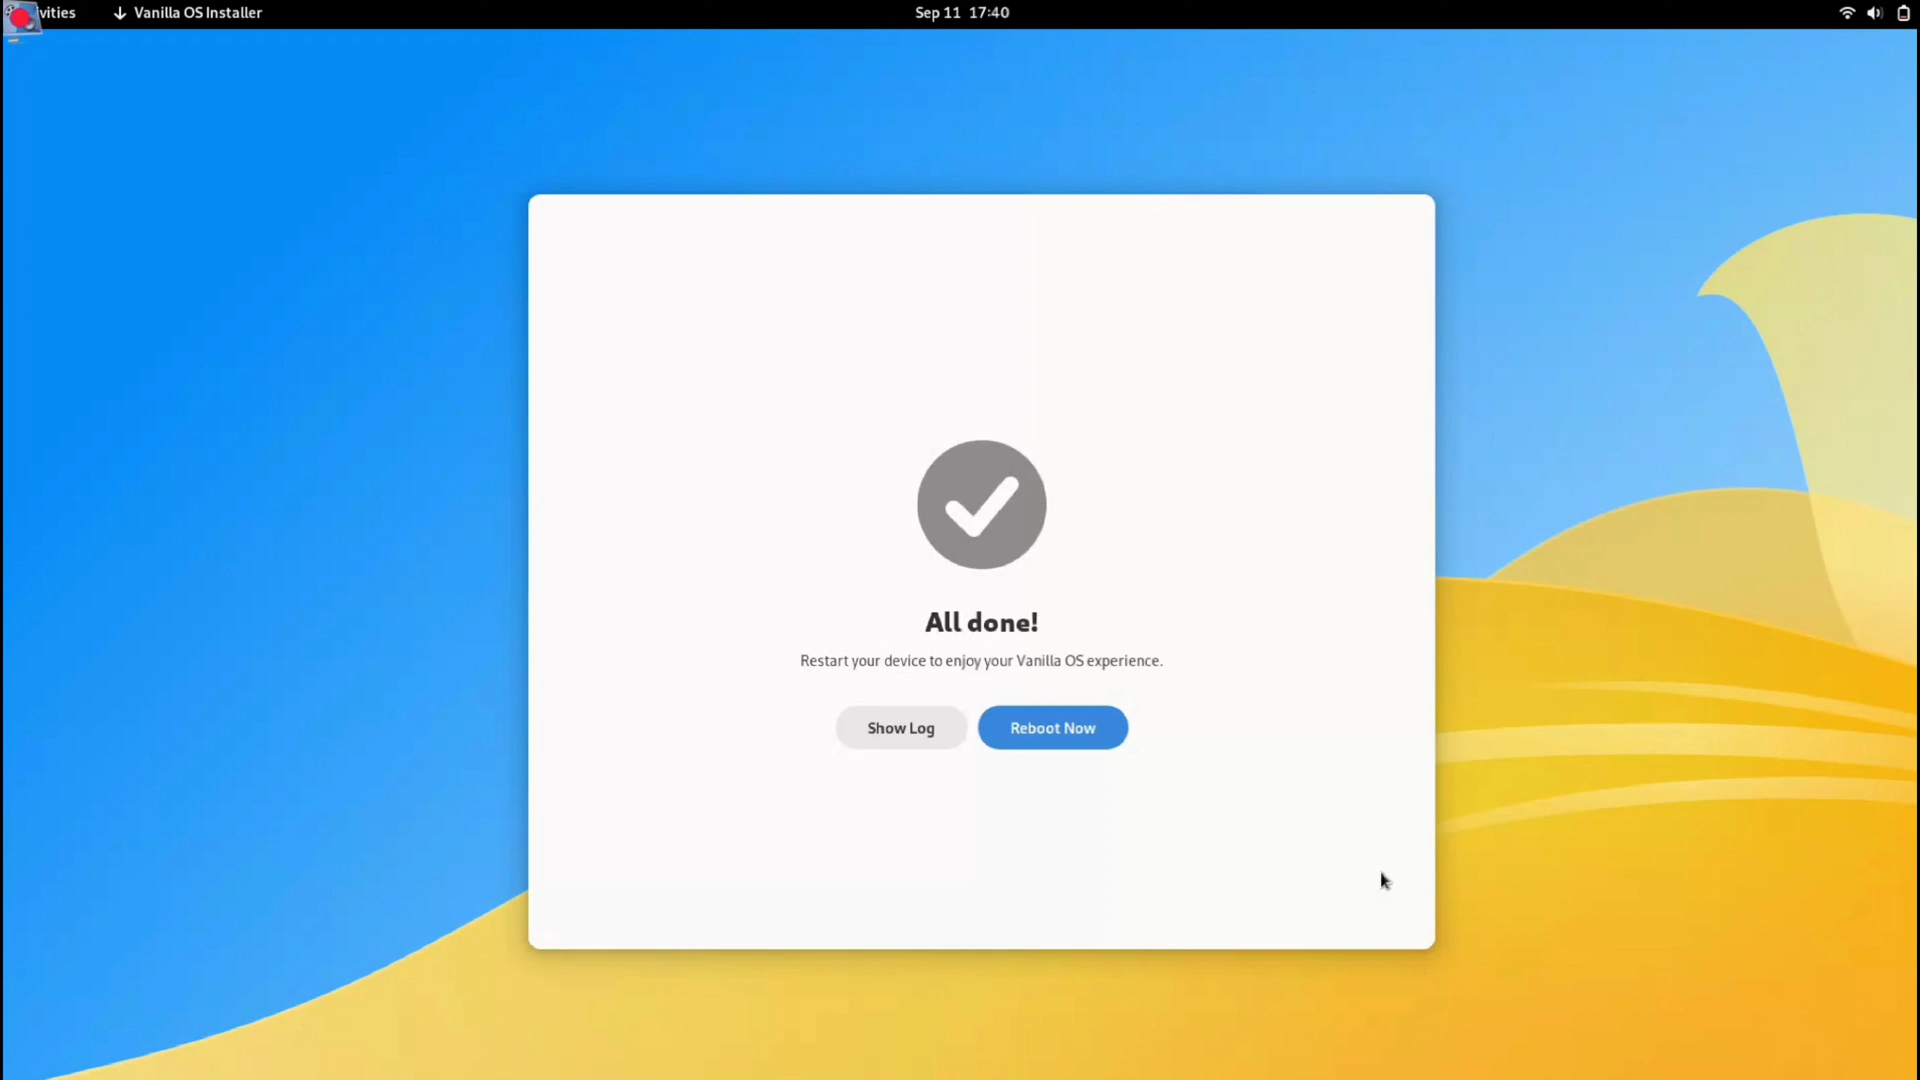 ivities Vanilla OS Installer Sep 11 17:40
All done!
Restart your device to enjoy your Vanilla OS experience.
Show Log Reboot Now